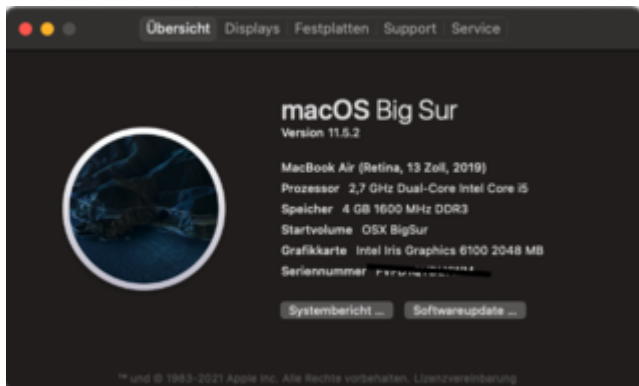 Übersicht Displays Festplatten Support Service
macOS Big Sur
Version 11.5.2
MacBook Air (Retina, 13 Zoll, 2019)
Prozessor 2,7 GHz Dual-Core Intel Core i5
Speicher 4 GB 1600 MHz DDR3
Startvolume OSX BigSur
Grafikkarte Intel Iris Graphics 6100 2048 MB
Seriennummer
Systembericht ... Softwareupdate ...
™ und © 1983-2021 Apple Inc. Alle Rechte vorbehalten. Lizenzvereinbarung